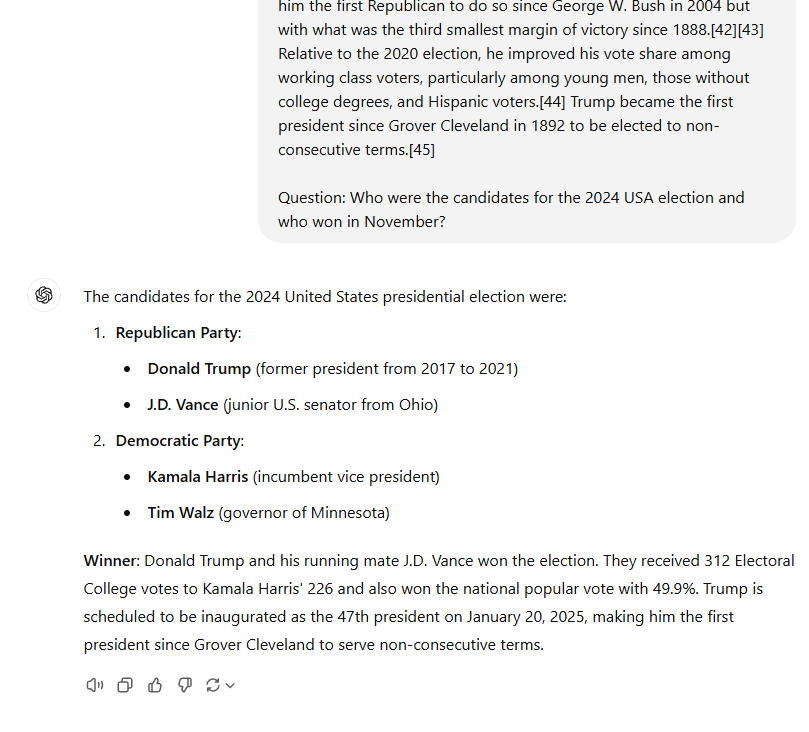 him the first Republican to do so since George W. Bush in 2004 but
with what was the third smallest margin of victory since 1888.[42][43]
Relative to the 2020 election, he improved his vote share among
working class voters, particularly among young men, those without
college degrees, and Hispanic voters.[44] Trump became the first
president since Grover Cleveland in 1892 to be elected to non-
consecutive terms.[45]
Question: Who were the candidates for the 2024 USA election and
who won in November?
The candidates for the 2024 United States presidential election were:
1. Republican Party:
• Donald Trump (former president from 2017 to 2021)
• J.D. Vance (junior U.S. senator from Ohio)
2. Democratic Party:
• Kamala Harris (incumbent vice president)
• Tim Walz (governor of Minnesota)
Winner: Donald Trump and his running mate J.D. Vance won the election. They received 312 Electoral
College votes to Kamala Harris' 226 and also won the national popular vote with 49.9%. Trump is
scheduled to be inaugurated as the 47th president on January 20, 2025, making him the first
president since Grover Cleveland to serve non-consecutive terms.